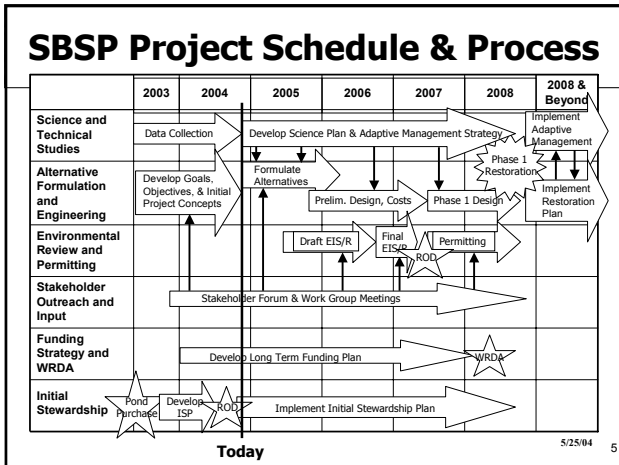 SBSP Project Schedule & Process
2003
2004
2005
2006
2007
2008
2008 &
Beyond
Science and
Technical
Studies
Data Collection
Develop Science Plan & Adaptive Management Strategy
Implement
Adaptive
Management
Phase 1
Restoration
Alternative
Formulation
and
Engineering
Develop Goals,
Objectives, & Initial
Project Concepts
Formulate
Alternatives
Prelim. Design, Costs
Phase 1 Design
Implement
Restoration
Plan
Environmental
Review and
Permitting
Draft EIS/R
Final
EIS/R
ROD
Permitting
Stakeholder
Outreach and
Input
Stakeholder Forum & Work Group Meetings
Funding
Strategy and
WRDA
Develop Long Term Funding Plan
WRDA
Initial
Stewardship
Pond
Purchase
Develop
ISP
ROD
Implement Initial Stewardship Plan
Today
5/25/04
5